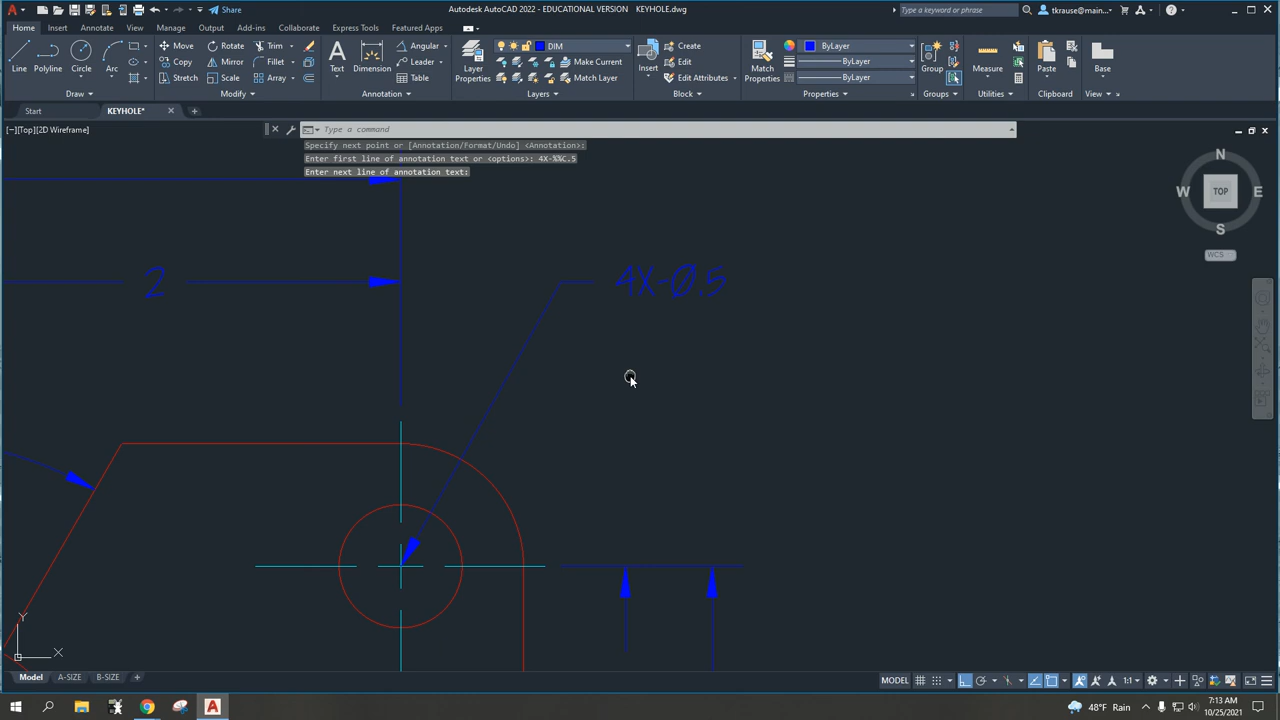 Share
Autodesk AutoCAD 2022 - EDUCATIONAL VERSION KEYHOLE.dwg
Type a keyword or phrase
tkrause@main...
Home Insert Annotate View Manage Output Add-ins Collaborate Featured Apps
Line Polyline Circle Arc
Move Rotate Trim
Copy Mirror Fillet
Stretch Scale Array
Text Dimension
Angular
Leader
Table
Layer Properties
DIM
Make Current
Match Layer
Insert
Create
Edit
Edit Attributes
Match Properties
ByLayer
ByLayer
ByLayer
Group
Measure
Paste
Base
Draw Modify Annotation Layers Block Properties Groups Utilities Clipboard View
Start KEYHOLE*
[−][Top][2D Wireframe]
Type a command
Specify next point or [Annotation/Format/Undo] <Annotation>:
Enter first line of annotation text or <options>: 4X-%%C.5
Enter next line of annotation text:
N
W TOP E
S
WCS
2
4X-Ø.5
Y
X
Model A-SIZE B-SIZE
MODEL
1:1
48°F Rain
7:13 AM
10/25/2021